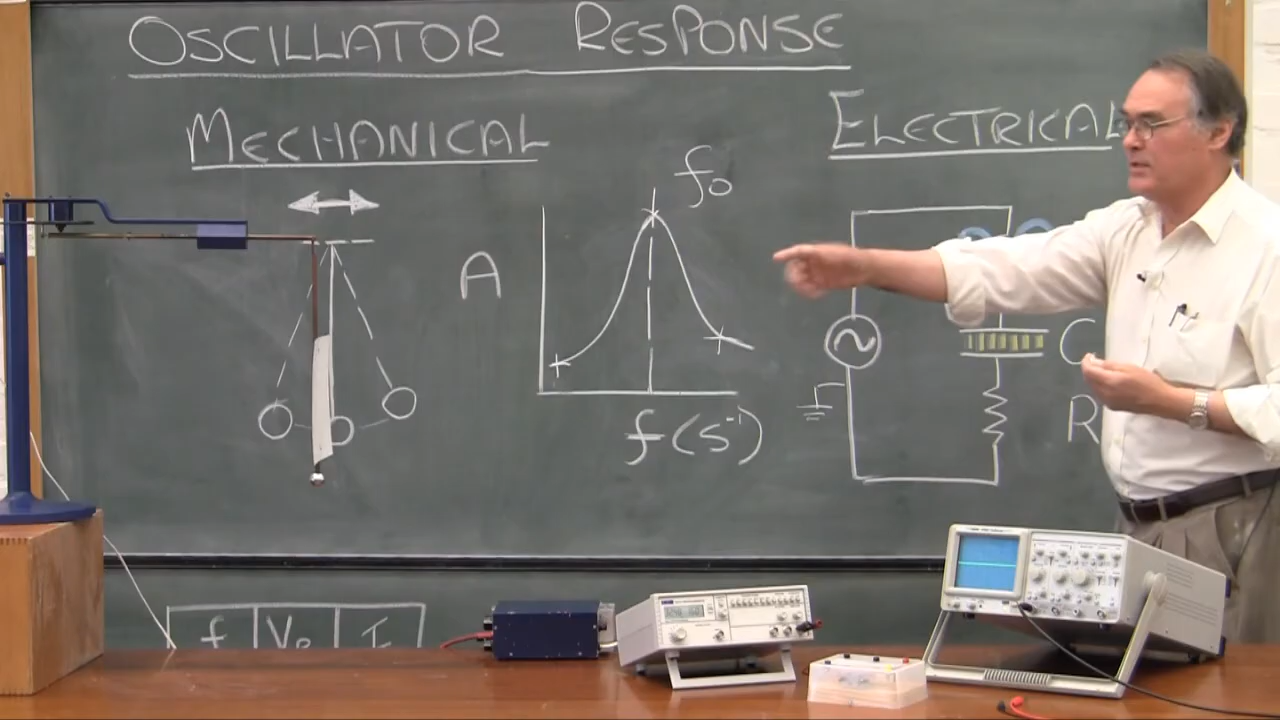 OSCILLATOR RESPONSE
MECHANICAL
ELECTRICAL
f₀
A
f (s⁻¹)
C
R
f V₀ I